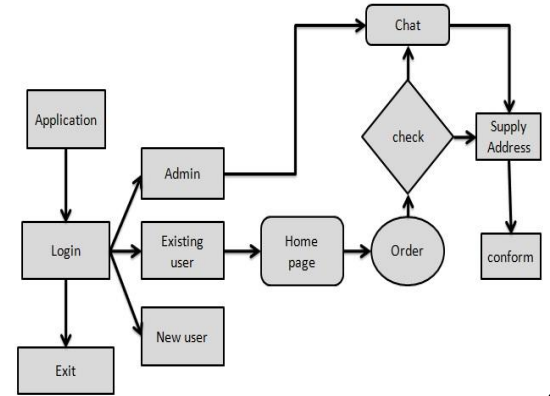 Chat
Application
check
Supply
Address
Admin
Login
Existing
user
Home
page
Order
conform
New user
Exit